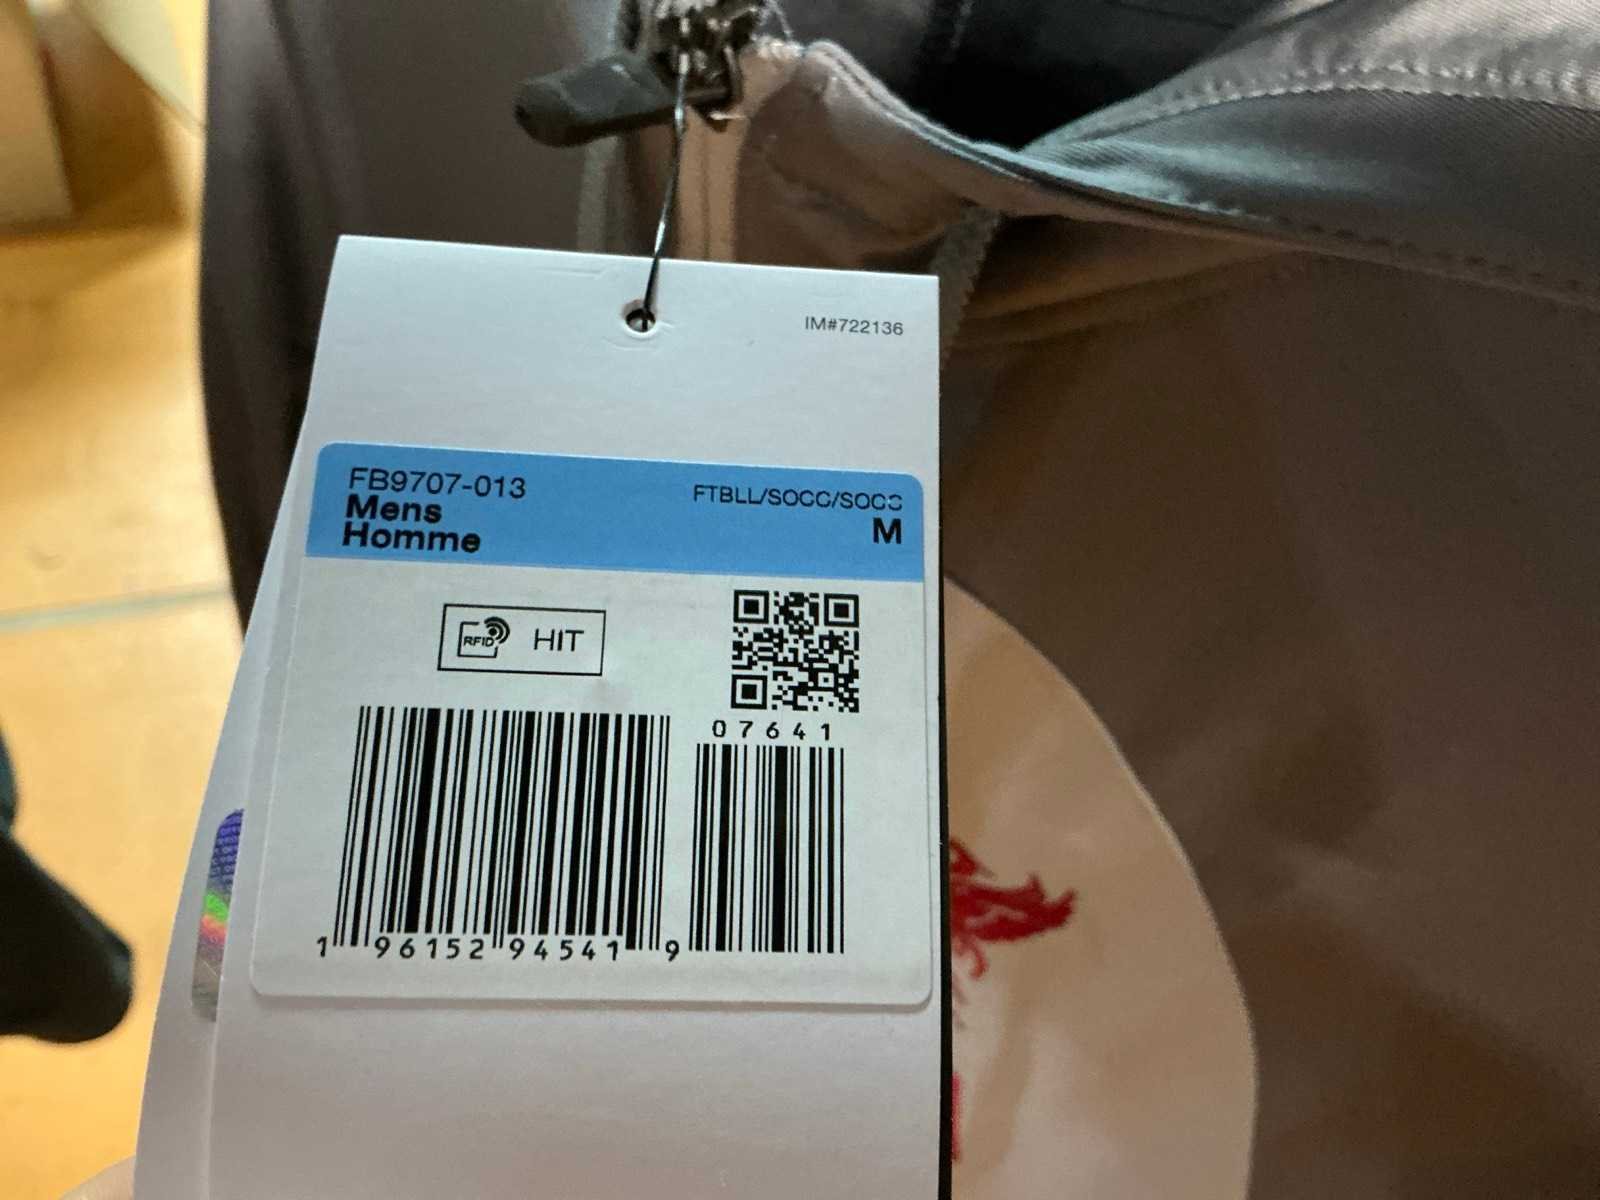 IM#722136
FB9707-013
FTBLL/SOCC/SOCC
Mens
M
Homme
RFID HIT
07641
1 96152 94541 9